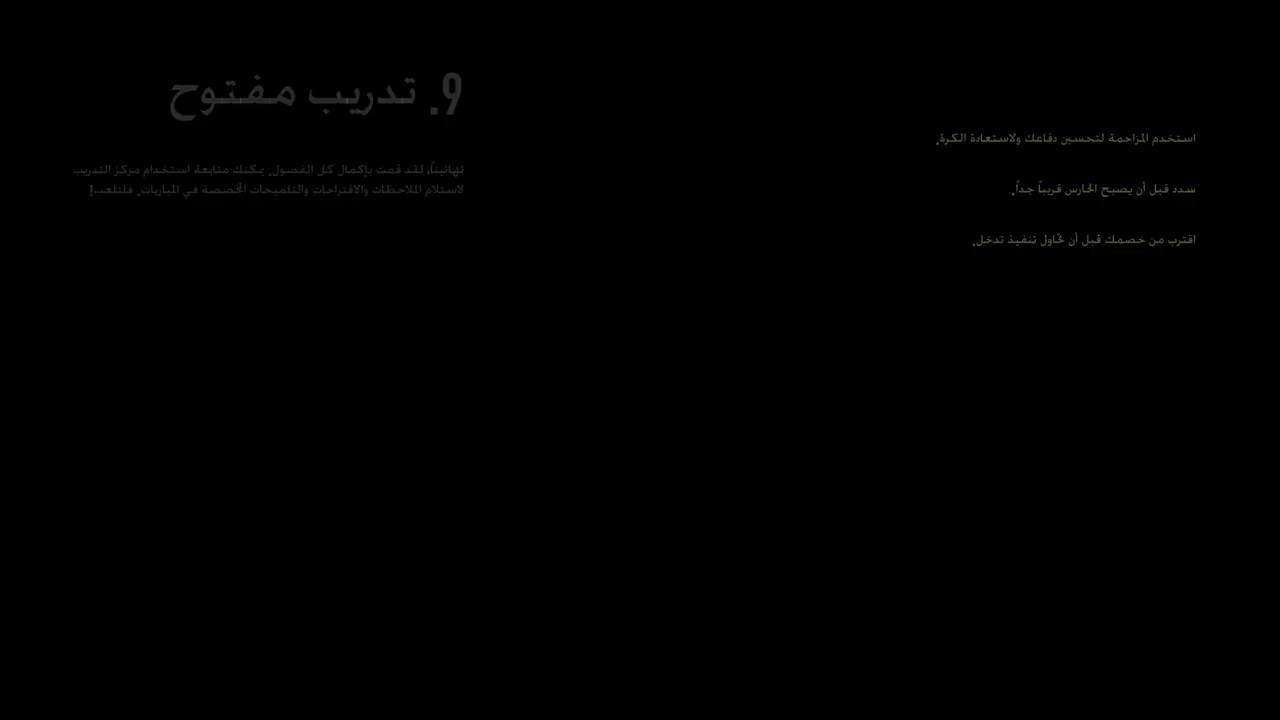 9. تدريب مفتوح
تهانينا، لقد قمت بإكمال كل الفصول. يمكنك متابعة استخدام مركز التدريب
لاستلام الملاحظات والاقتراحات والتلميحات المخصصة في المباريات. فلنلعب!
استخدم المزاحمة لتحسين دفاعك ولاستعادة الكرة.
سدد قبل أن يصبح الحارس قريباً جداً.
اقترب من خصمك قبل أن تحاول تنفيذ تدخل.